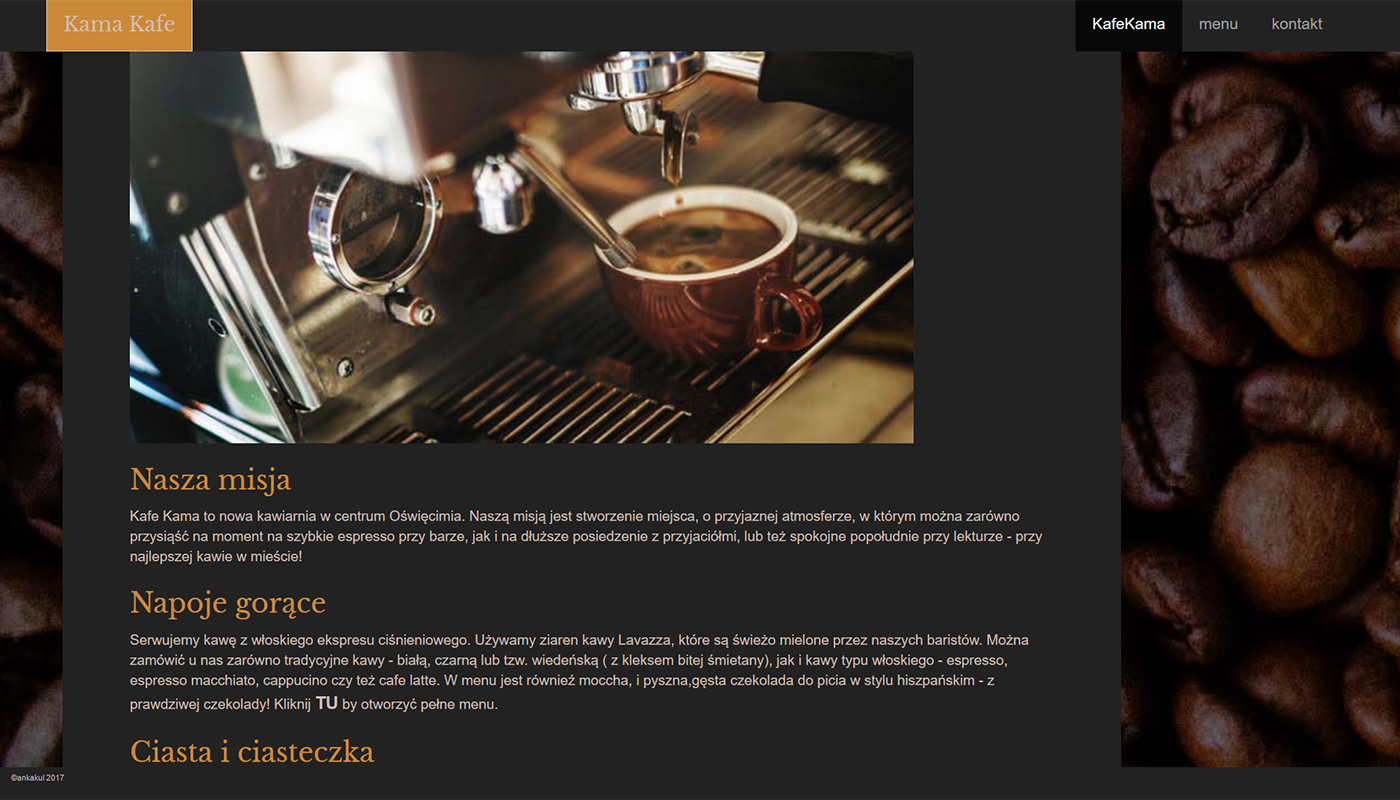 Kama Kafe
KafeKama menu kontakt
Nasza misja
Kafe Kama to nowa kawiarnia w centrum Oświęcimia. Naszą misją jest stworzenie miejsca, o przyjaznej atmosferze, w którym można zarówno
przysiąść na moment na szybkie espresso przy barze, jak i na dłuższe posiedzenie z przyjaciółmi, lub też spokojne popołudnie przy lekturze - przy
najlepszej kawie w mieście!
Napoje gorące
Serwujemy kawę z włoskiego ekspresu ciśnieniowego. Używamy ziaren kawy Lavazza, które są świeżo mielone przez naszych baristów. Można
zamówić u nas zarówno tradycyjne kawy - białą, czarną lub tzw. wiedeńską ( z kleksem bitej śmietany), jak i kawy typu włoskiego - espresso,
espresso macchiato, cappucino czy też cafe latte. W menu jest również moccha, i pyszna,gęsta czekolada do picia w stylu hiszpańskim - z
prawdziwej czekolady! Kliknij TU by otworzyć pełne menu.
Ciasta i ciasteczka
©ankakul 2017